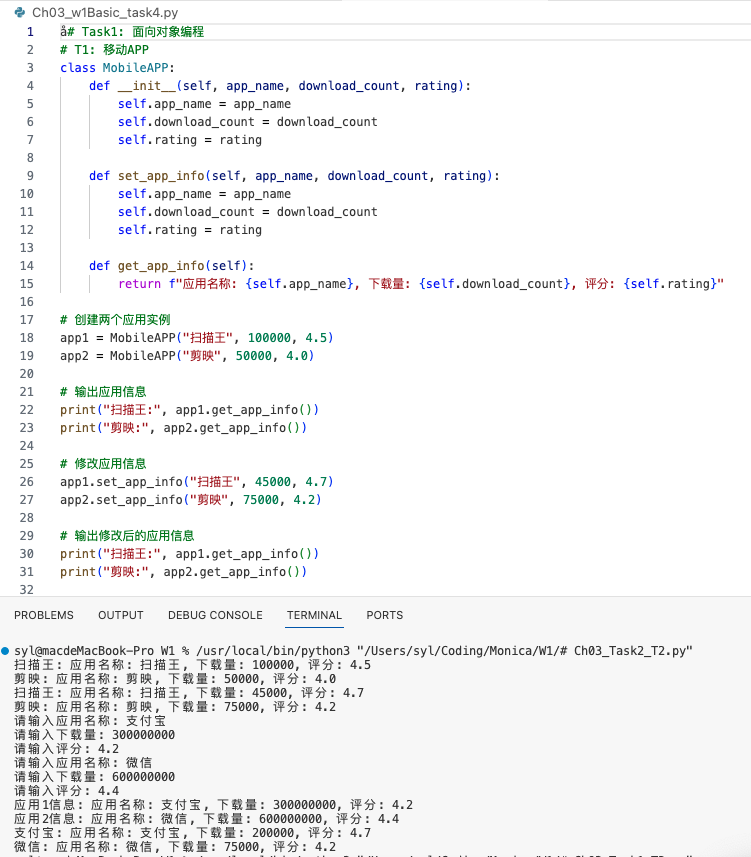 Ch03_w1Basic_task4.py
1 å# Task1: 面向对象编程
2 # T1: 移动APP
3 class MobileAPP:
4 def __init__(self, app_name, download_count, rating):
5 self.app_name = app_name
6 self.download_count = download_count
7 self.rating = rating
8
9 def set_app_info(self, app_name, download_count, rating):
10 self.app_name = app_name
11 self.download_count = download_count
12 self.rating = rating
13
14 def get_app_info(self):
15 return f"应用名称: {self.app_name}, 下载量: {self.download_count}, 评分: {self.rating}"
16
17 # 创建两个应用实例
18 app1 = MobileAPP("扫描王", 100000, 4.5)
19 app2 = MobileAPP("剪映", 50000, 4.0)
20
21 # 输出应用信息
22 print("扫描王:", app1.get_app_info())
23 print("剪映:", app2.get_app_info())
24
25 # 修改应用信息
26 app1.set_app_info("扫描王", 45000, 4.7)
27 app2.set_app_info("剪映", 75000, 4.2)
28
29 # 输出修改后的应用信息
30 print("扫描王:", app1.get_app_info())
31 print("剪映:", app2.get_app_info())
32
PROBLEMS OUTPUT DEBUG CONSOLE TERMINAL PORTS
syl@macdeMacBook-Pro W1 % /usr/local/bin/python3 "/Users/syl/Coding/Monica/W1/# Ch03_Task2_T2.py"
扫描王: 应用名称: 扫描王, 下载量: 100000, 评分: 4.5
剪映: 应用名称: 剪映, 下载量: 50000, 评分: 4.0
扫描王: 应用名称: 扫描王, 下载量: 45000, 评分: 4.7
剪映: 应用名称: 剪映, 下载量: 75000, 评分: 4.2
请输入应用名称: 支付宝
请输入下载量: 300000000
请输入评分: 4.2
请输入应用名称: 微信
请输入下载量: 600000000
请输入评分: 4.4
应用1信息: 应用名称: 支付宝, 下载量: 300000000, 评分: 4.2
应用2信息: 应用名称: 微信, 下载量: 600000000, 评分: 4.4
支付宝: 应用名称: 支付宝, 下载量: 200000, 评分: 4.7
微信: 应用名称: 微信, 下载量: 75000, 评分: 4.2